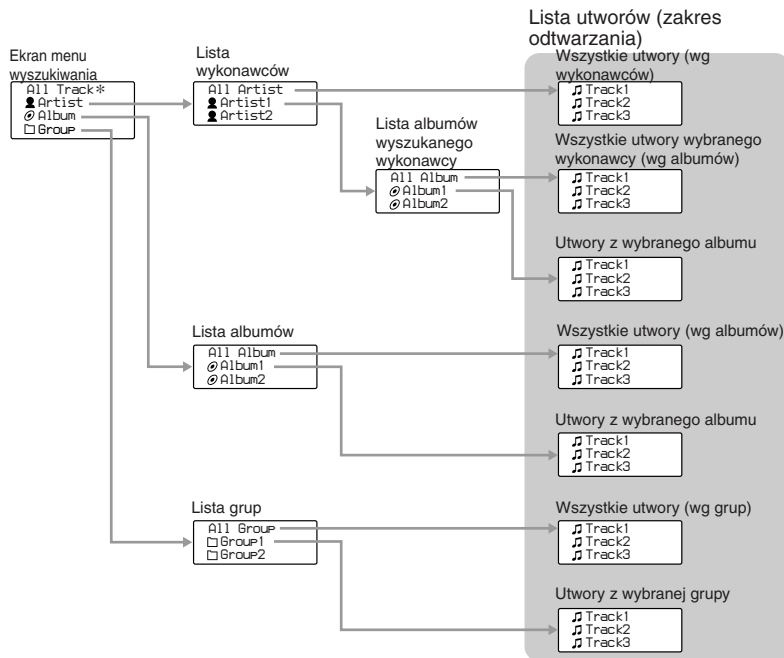 Lista utworów (zakres
odtwarzania)
Ekran menu
wyszukiwania
All Track*
Artist
Album
Group
Lista
wykonawców
All Artist
Artist1
Artist2
Wszystkie utwory (wg
wykonawców)
Track1
Track2
Track3
Lista albumów
wyszukanego
wykonawcy
All Album
Album1
Album2
Wszystkie utwory wybranego
wykonawcy (wg albumów)
Track1
Track2
Track3
Utwory z wybranego albumu
Track1
Track2
Track3
Lista albumów
All Album
Album1
Album2
Wszystkie utwory (wg albumów)
Track1
Track2
Track3
Utwory z wybranego albumu
Track1
Track2
Track3
Lista grup
All Group
Group1
Group2
Wszystkie utwory (wg grup)
Track1
Track2
Track3
Utwory z wybranej grupy
Track1
Track2
Track3